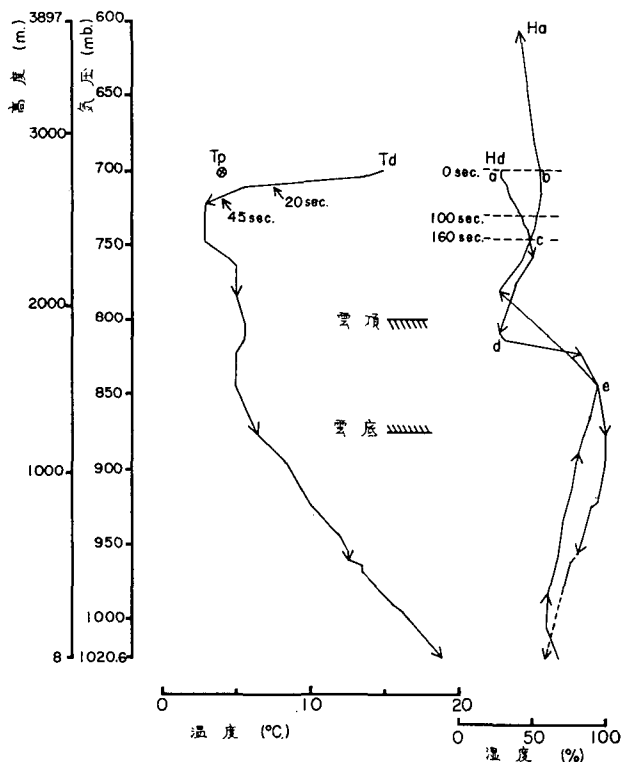 高度 (m.)
気圧 (mb.)
3897
3000
2000
1000
8
600
650
700
750
800
850
900
950
1000
1020.6
Tp
Td
20 sec.
45 sec.
Ha
Hd
0 sec.
a
b
100 sec.
160 sec.
c
d
e
雲頂
雲底
0
10
20
温度 (°C)
0
50
100
湿度 (%)